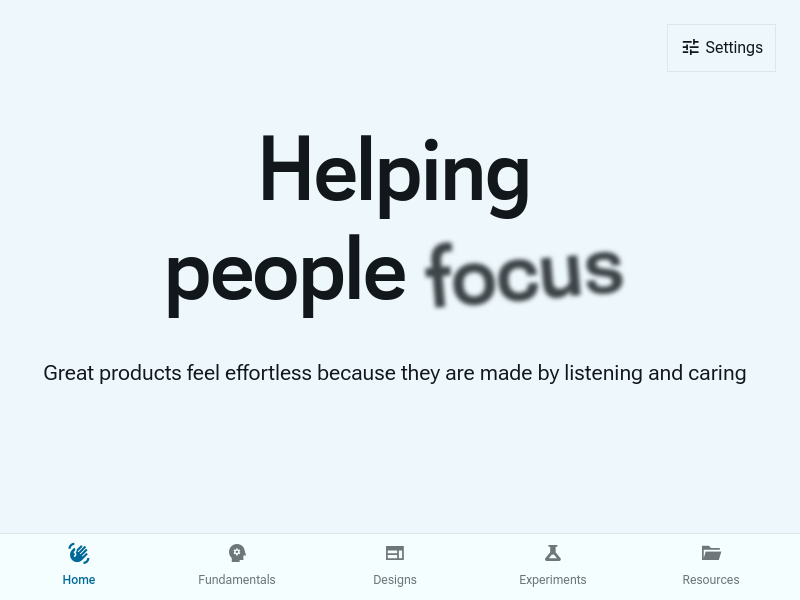 Settings
Helping
people focus
Great products feel effortless because they are made by listening and caring
Home
Fundamentals
Designs
Experiments
Resources